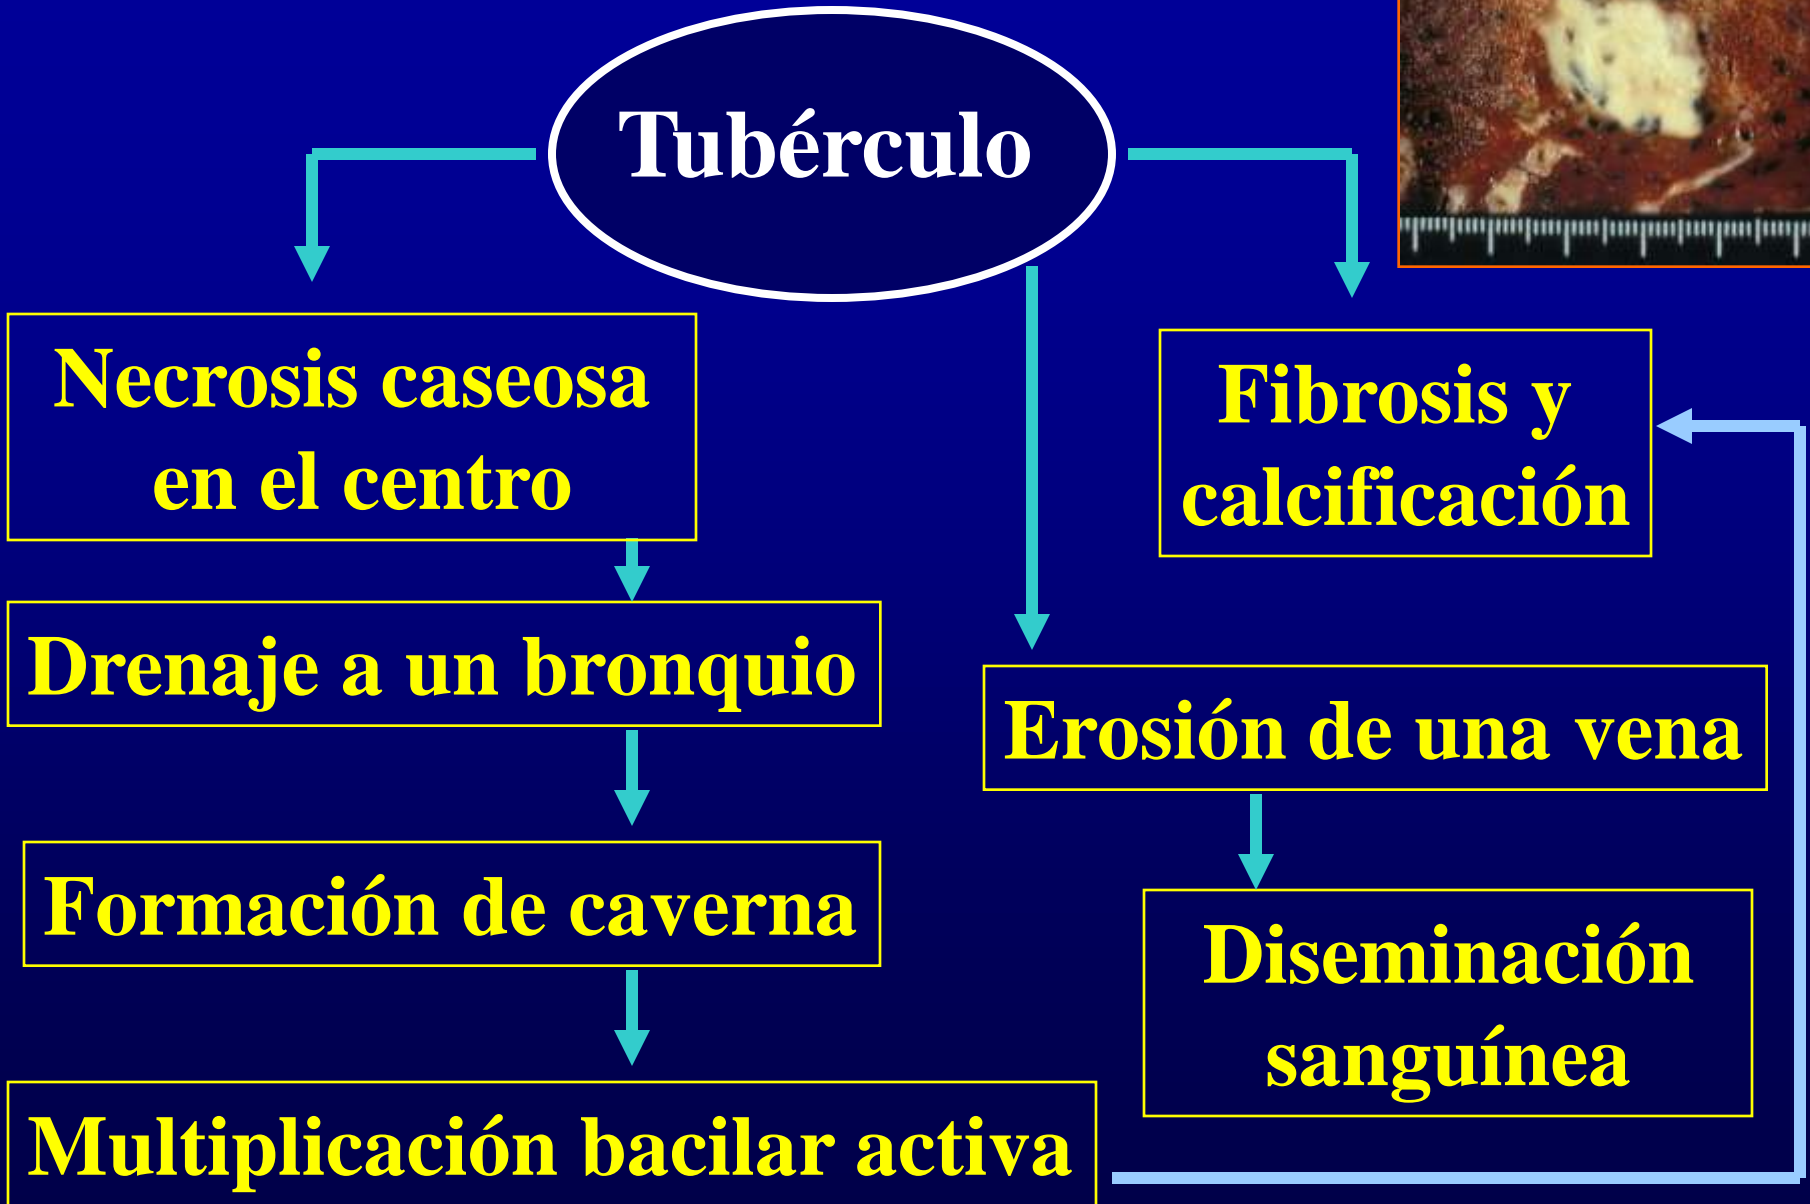 Tubérculo
Necrosis caseosa
en el centro
Drenaje a un bronquio
Formación de caverna
Multiplicación bacilar activa
Erosión de una vena
Diseminación
sanguínea
Fibrosis y
calcificación